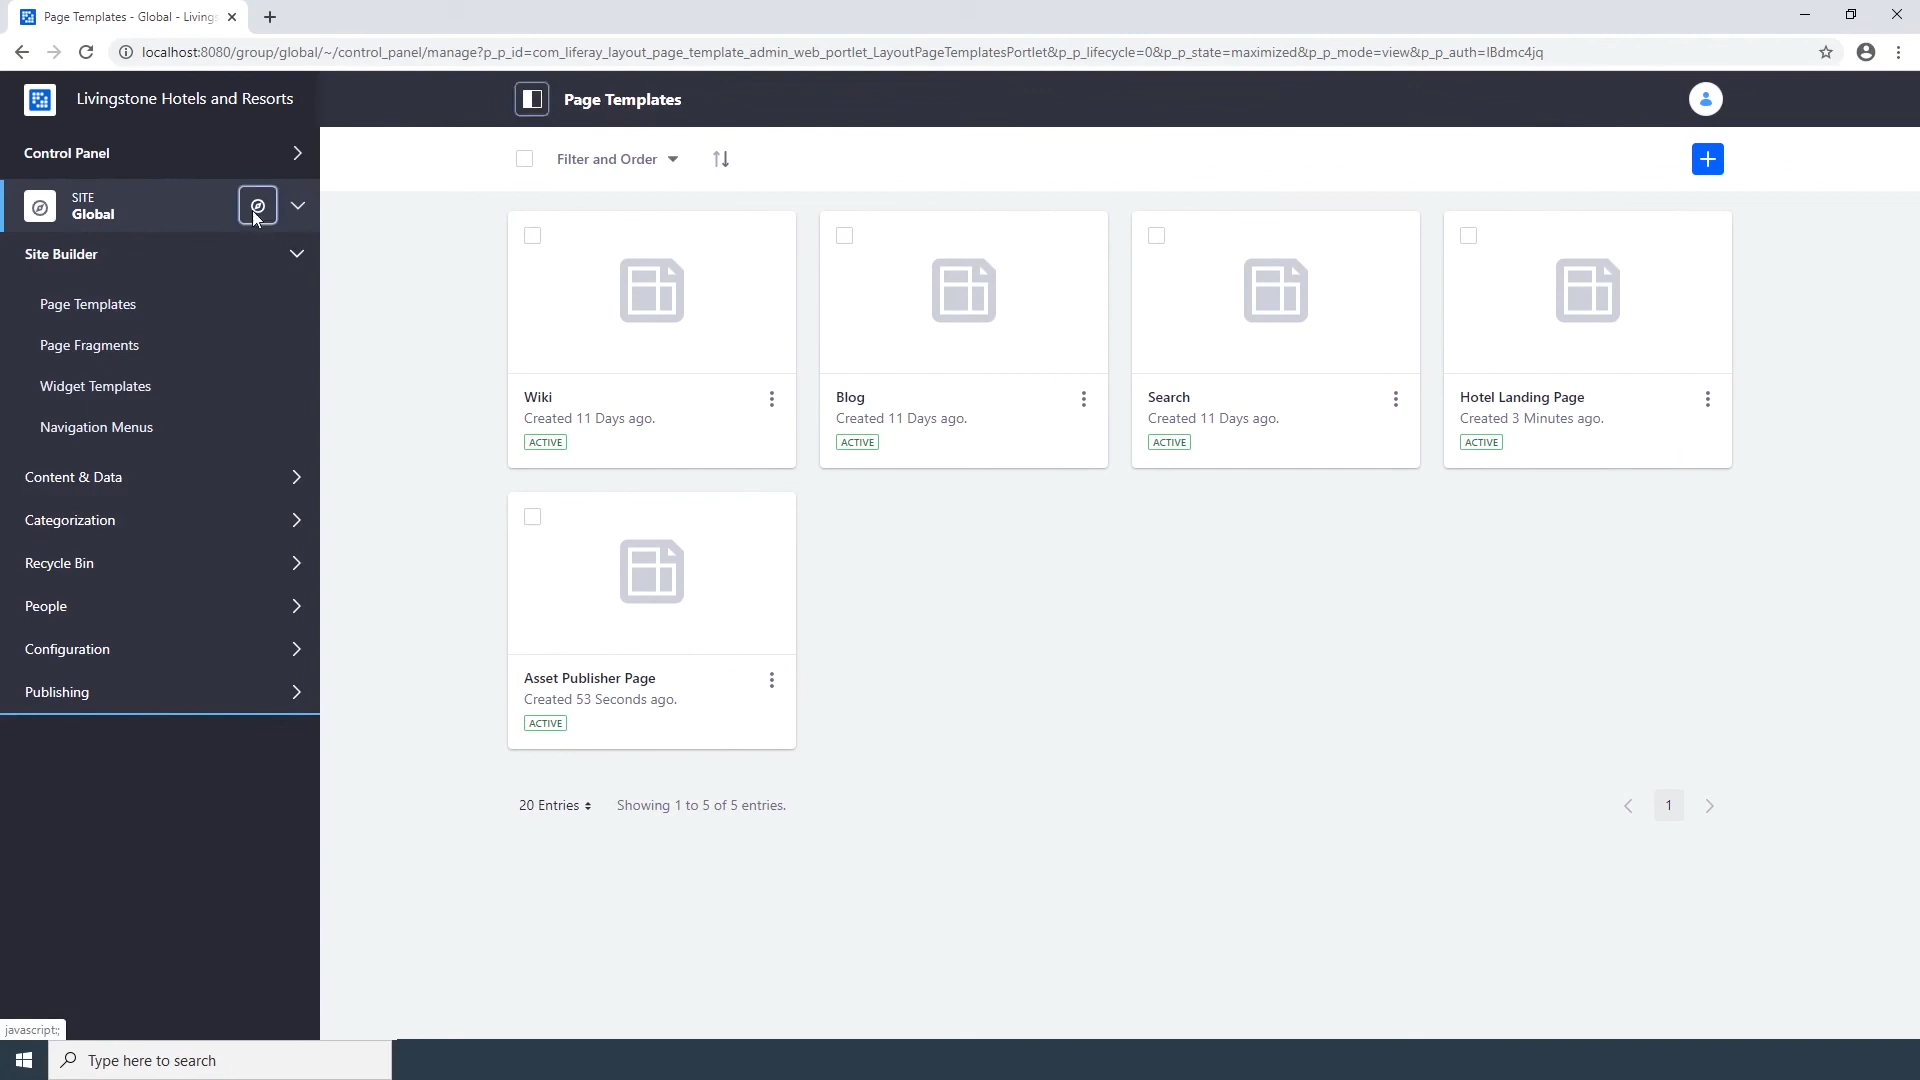 Page Templates - Global - Livings
localhost:8080/group/global/~/control_panel/manage?p_p_id=com_liferay_layout_page_template_admin_web_portlet_LayoutPageTemplatesPortlet&p_p_lifecycle=0&p_p_state=maximized&p_p_mode=view&p_p_auth=IBdmc4jq
Livingstone Hotels and Resorts
Page Templates
Control Panel
Filter and Order
SITE
Global
Site Builder
Page Templates
Page Fragments
Widget Templates
Navigation Menus
Content & Data
Categorization
Recycle Bin
People
Configuration
Publishing
Wiki
Created 11 Days ago.
ACTIVE
Blog
Created 11 Days ago.
ACTIVE
Search
Created 11 Days ago.
ACTIVE
Hotel Landing Page
Created 3 Minutes ago.
ACTIVE
Asset Publisher Page
Created 53 Seconds ago.
ACTIVE
20 Entries
Showing 1 to 5 of 5 entries.
1
javascript:;
Type here to search